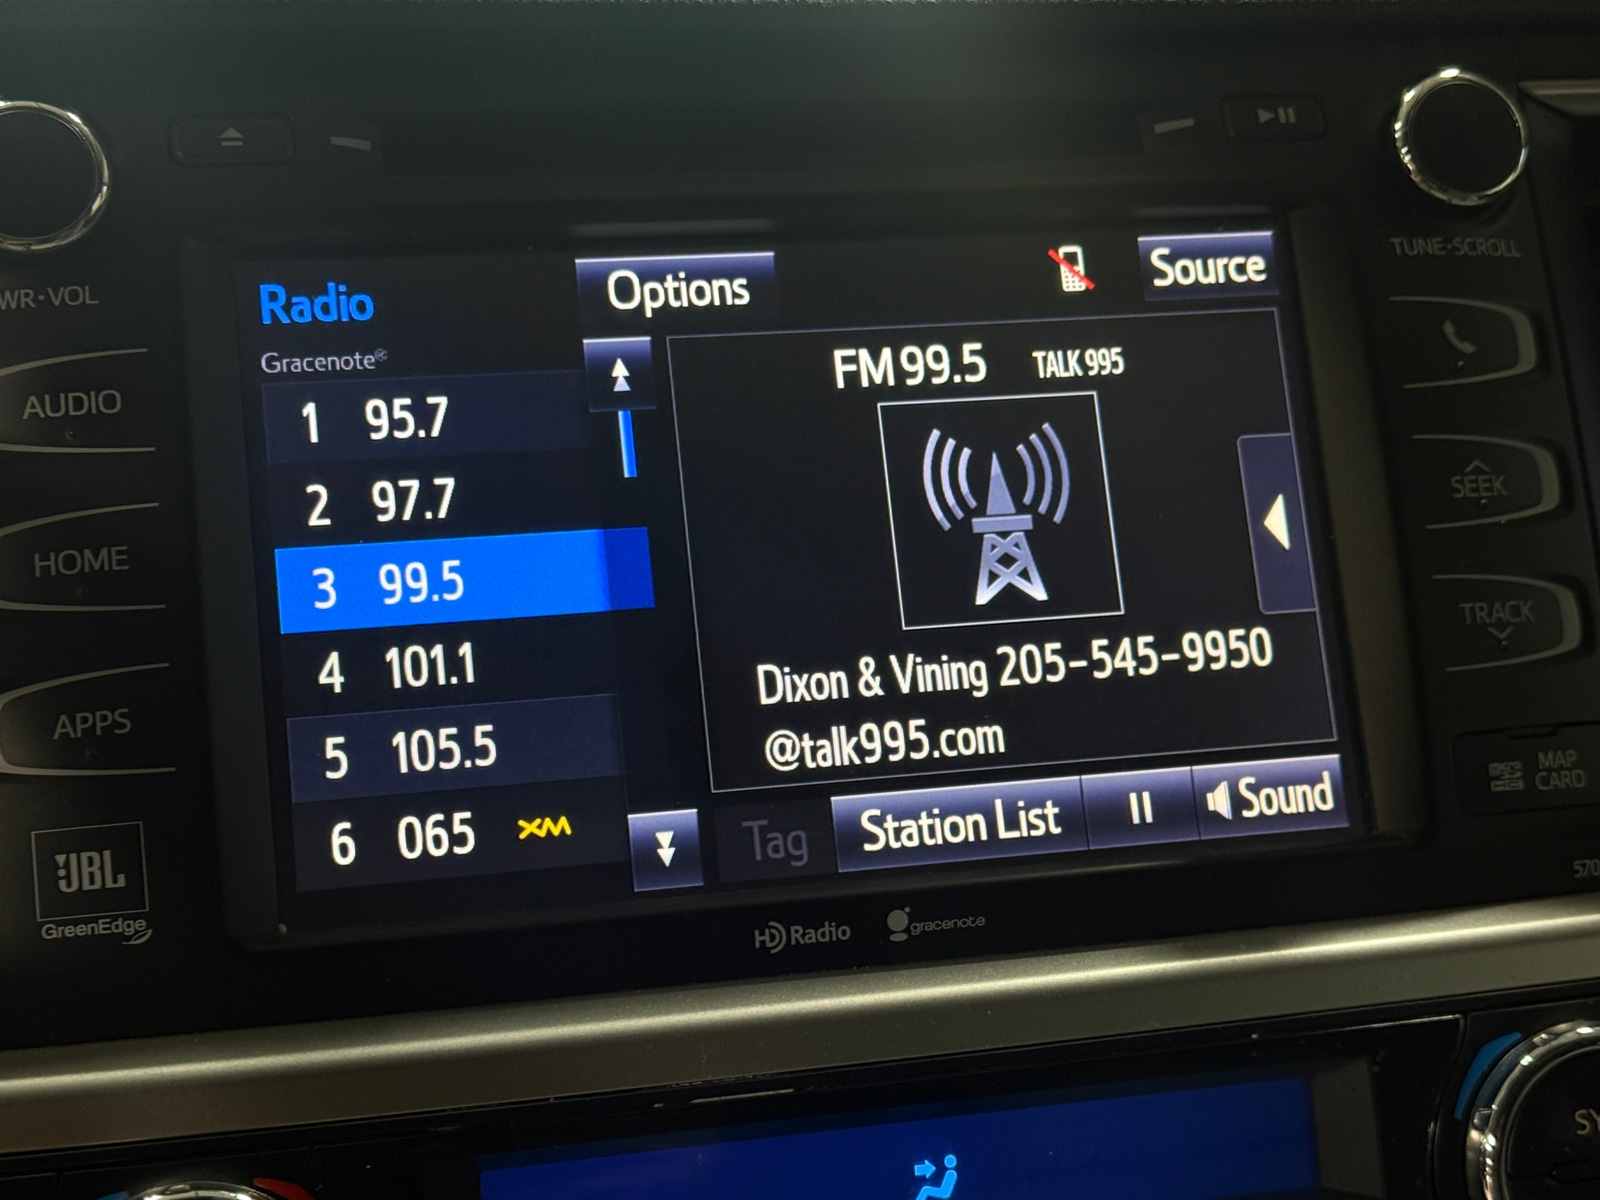 WR·VOL
AUDIO
HOME
APPS
JBL
GreenEdge
Radio
Options
Source
Gracenote®
1 95.7
2 97.7
3 99.5
4 101.1
5 105.5
6 065 XM
FM 99.5 TALK 995
Dixon & Vining 205-545-9950
@talk995.com
Tag
Station List
Sound
HD Radio
gracenote
TUNE·SCROLL
SEEK
TRACK
MAP
CARD
570
SY